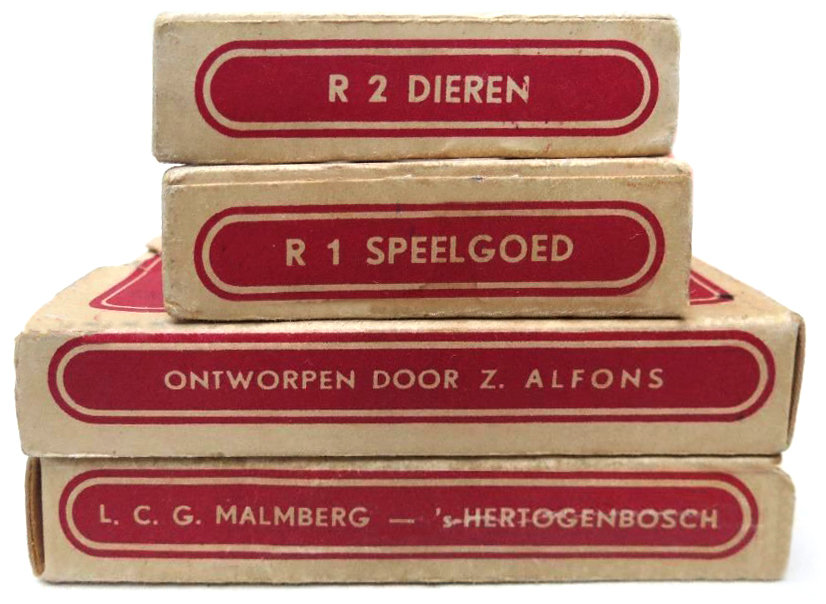 R 2 DIEREN
R 1 SPEELGOED
ONTWORPEN DOOR Z. ALFONS
L. C. G. MALMBERG — 's-HERTOGENBOSCH